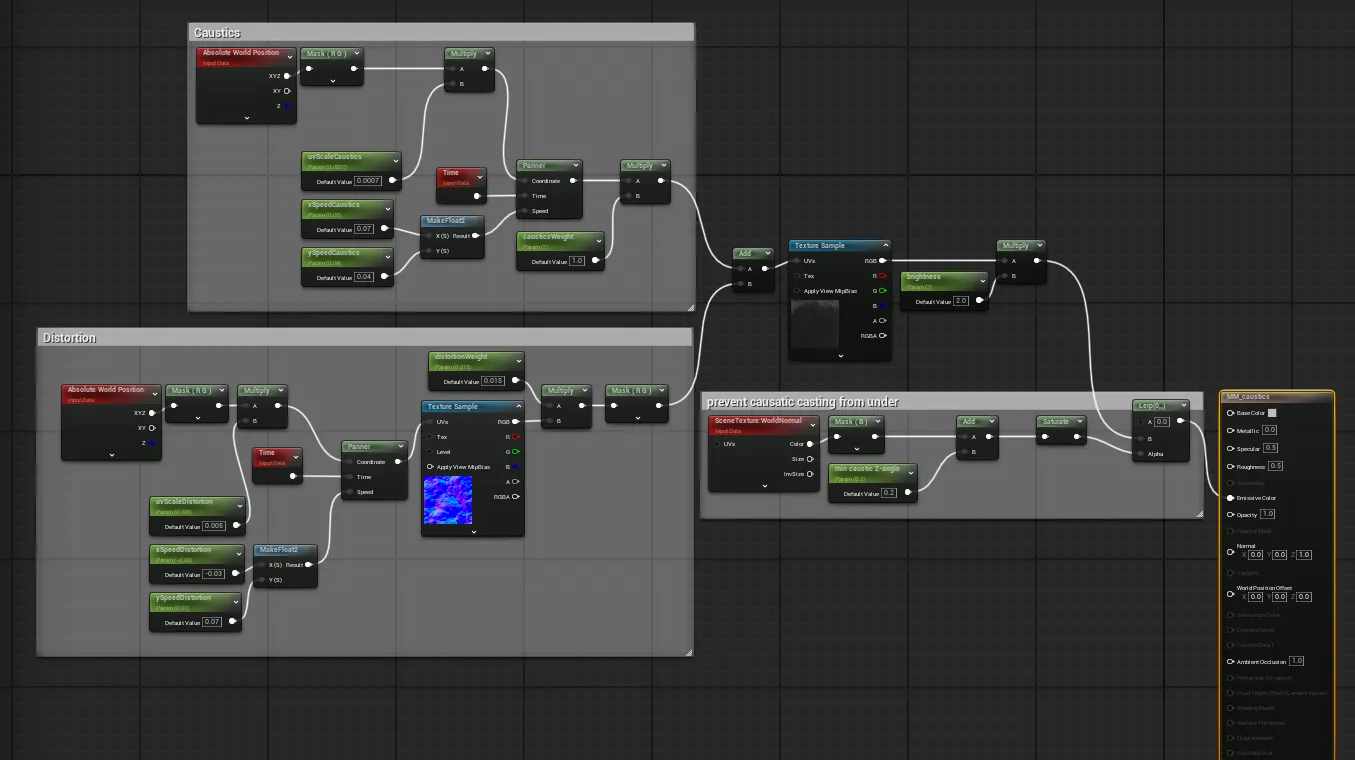 Caustics
Absolute World Position
Input Data
XYZ
XY
Z
Mask ( R G )
Multiply
A
B
uvScaleCaustics
Param (0.0007)
Default Value 0.0007
xSpeedCaustics
Param (0.07)
Default Value 0.07
ySpeedCaustics
Default Value 0.04
Time
Input Data
MakeFloat2
X (S) Result
Y (S)
Panner
Coordinate
Time
Speed
causticsWeight
Param (1)
Default Value 1.0
Multiply
A
B
Distortion
Absolute World Position
Input Data
XYZ
XY
Z
Mask ( R G )
Multiply
A
B
Time
Input Data
uvScaleDistortion
Param (0.005)
Default Value 0.005
xSpeedDistortion
Param (-0.03)
Default Value -0.03
ySpeedDistortion
Param (0.07)
Default Value 0.07
MakeFloat2
X (S) Result
Y (S)
Panner
Coordinate
Time
Speed
distortionWeight
Param (0.015)
Default Value 0.015
Texture Sample
UVs RGB
Tex R
Level G
Apply View MipBias B
A
RGBA
Multiply
A
B
Mask ( R G )
Add
A
B
Texture Sample
UVs RGB
Tex R
Apply View MipBias G
B
A
RGBA
brightness
Param (2)
Default Value 2.0
Multiply
A
B
prevent causatic casting from under
SceneTexture:WorldNormal
Input Data
UVs Color
Size
InvSize
Mask ( B )
min caustic Z-angle
Param (0.2)
Default Value 0.2
Add
A
B
Saturate
Lerp(0,,)
A 0.0
B
Alpha
MM_caustics
Base Color
Metallic 0.0
Specular 0.5
Roughness 0.5
Anisotropy
Emissive Color
Opacity 1.0
Opacity Mask
Normal
X 0.0 Y 0.0 Z 1.0
Tangent
World Position Offset
X 0.0 Y 0.0 Z 0.0
Subsurface Color
Custom Data 0
Custom Data 1
Ambient Occlusion 1.0
Refraction (Disabled)
Pixel Depth Offset (Camera Vector)
Shading Model
Surface Thickness
Displacement